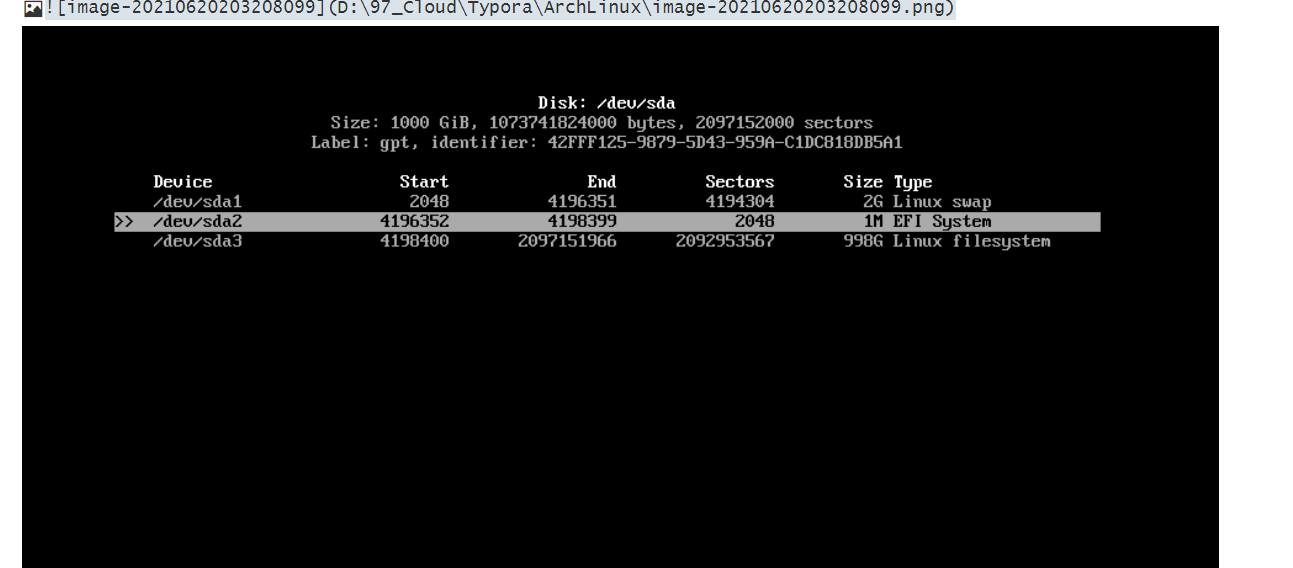 ![image-20210620203208099](D:\97_Cloud\Typora\ArchLinux\image-20210620203208099.png)
Disk: /dev/sda
Size: 1000 GiB, 1073741824000 bytes, 2097152000 sectors
Label: gpt, identifier: 42FFF125-9879-5D43-959A-C1DC818DB5A1
Device Start End Sectors Size Type
/dev/sda1 2048 4196351 4194304 2G Linux swap
>> /dev/sda2 4196352 4198399 2048 1M EFI System
/dev/sda3 4198400 2097151966 2092953567 998G Linux filesystem